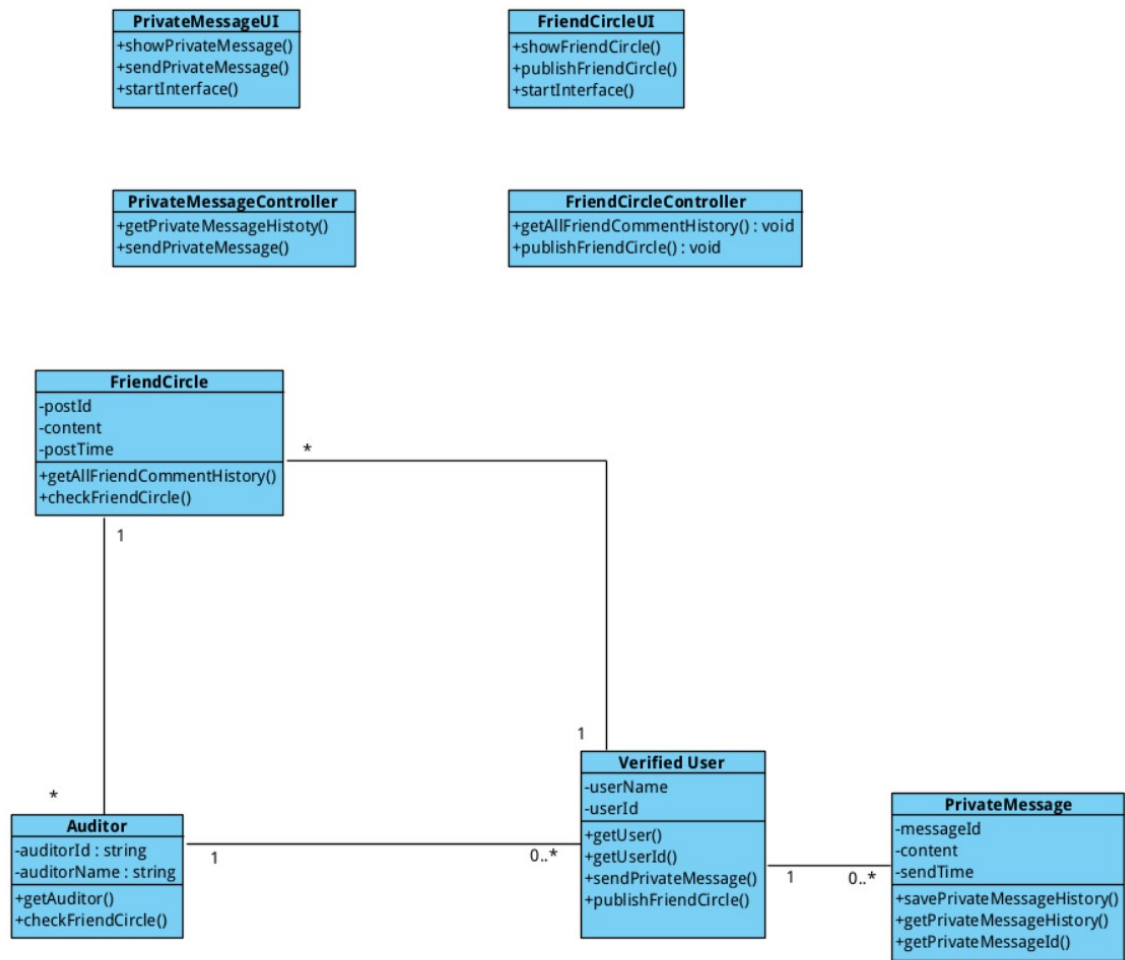 PrivateMessageUI
+showPrivateMessage()
+sendPrivateMessage()
+startInterface()
FriendCircleUI
+showFriendCircle()
+publishFriendCircle()
+startInterface()
PrivateMessageController
+getPrivateMessageHistoty()
+sendPrivateMessage()
FriendCircleController
+getAllFriendCommentHistory() : void
+publishFriendCircle() : void
FriendCircle
-postId
-content
-postTime
+getAllFriendCommentHistory()
+checkFriendCircle()
*
1
1
*
Auditor
-auditorId : string
-auditorName : string
+getAuditor()
+checkFriendCircle()
1
0..*
Verified User
-userName
-userId
+getUser()
+getUserId()
+sendPrivateMessage()
+publishFriendCircle()
1
0..*
PrivateMessage
-messageId
-content
-sendTime
+savePrivateMessageHistory()
+getPrivateMessageHistory()
+getPrivateMessageId()